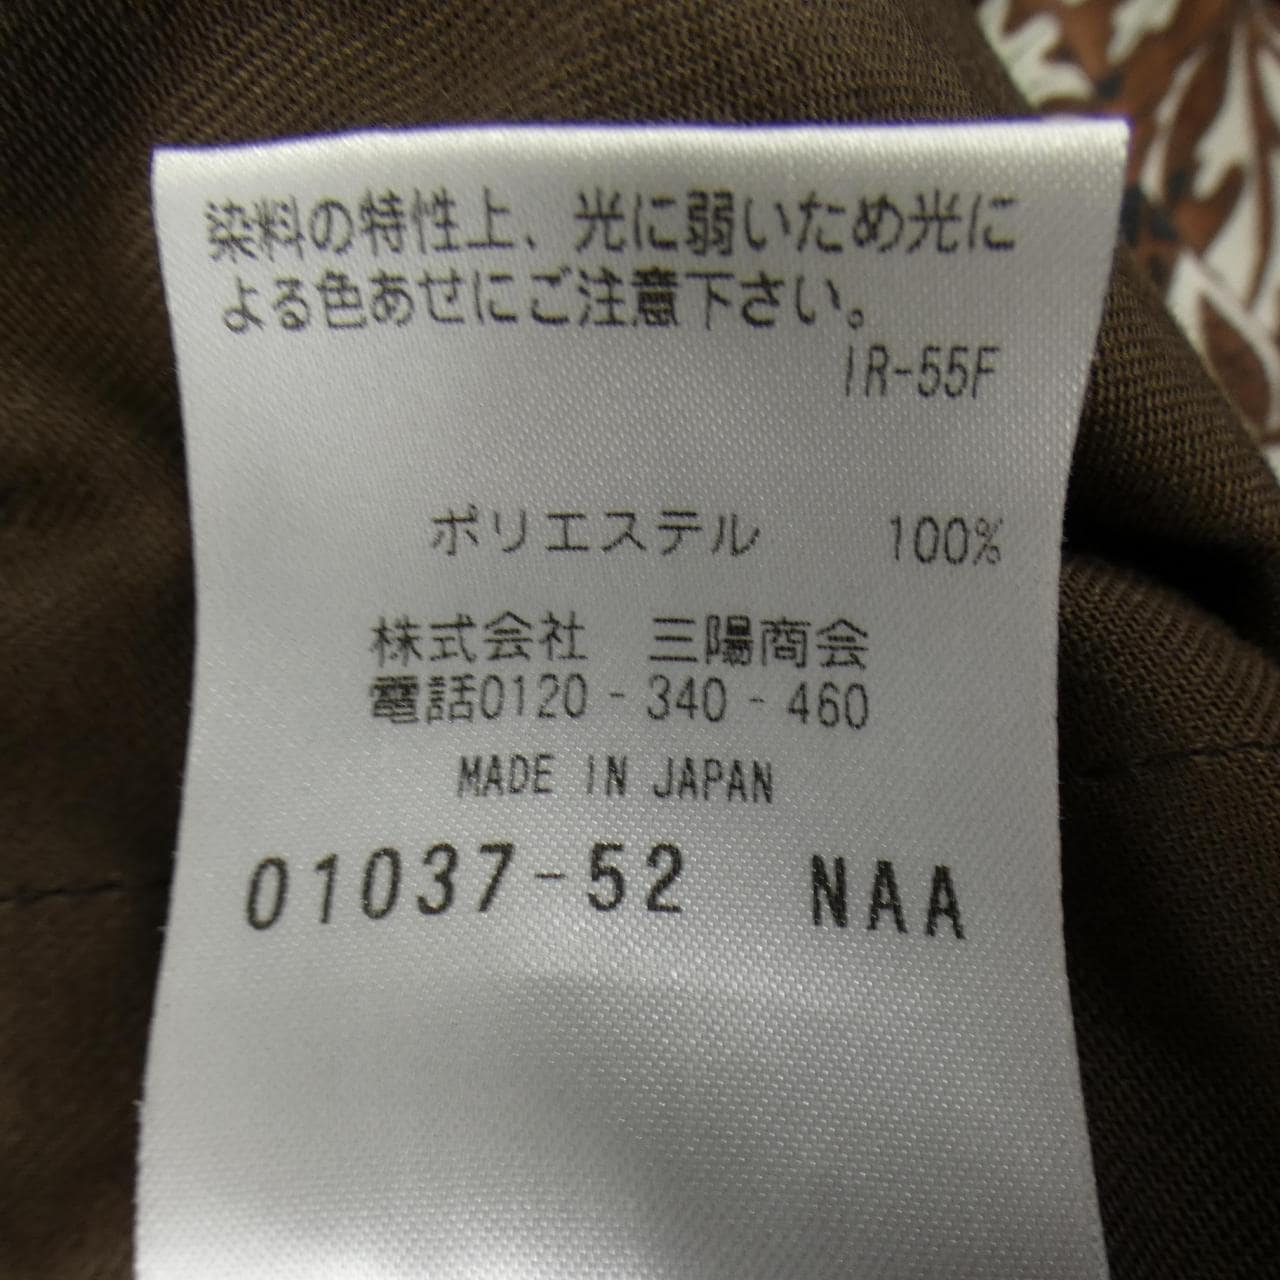 染料の特性上、光に弱いため光に
よる色あせにご注意下さい。
IR-55F
ポリエステル 100%
株式会社 三陽商会
電話0120-340-460
MADE IN JAPAN
01037-52 NAA